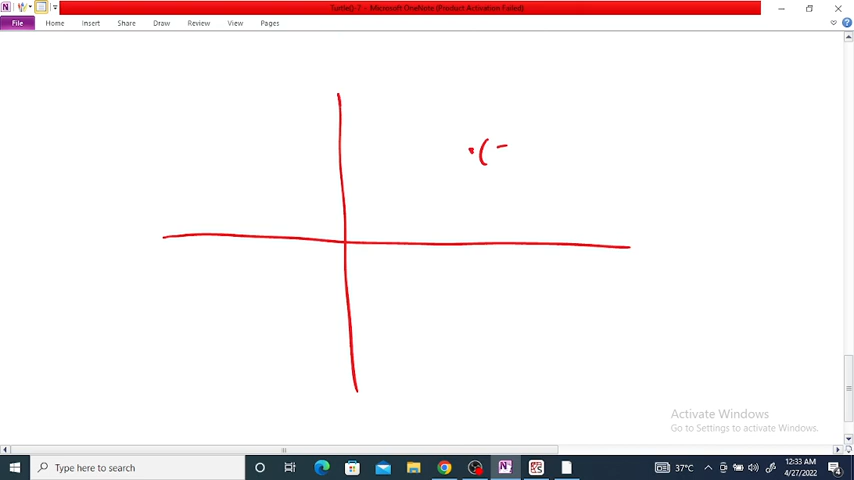 Turtle()-7 - Microsoft OneNote (Product Activation Failed)
File Home Insert Share Draw Review View Pages
Activate Windows
Go to Settings to activate Windows.
Type here to search
37°C
12:33 AM
4/27/2022
4